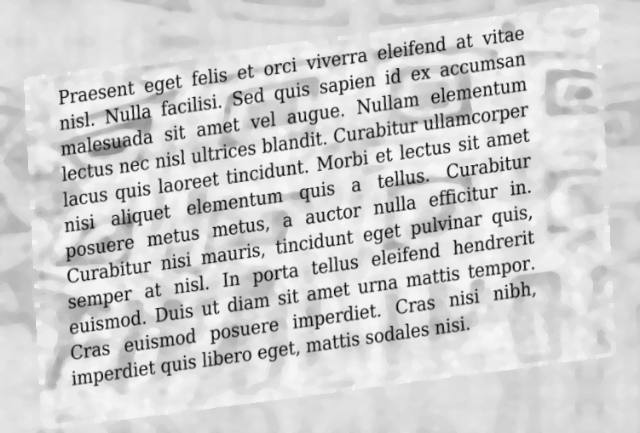 Praesent eget felis et orci viverra eleifend at vitae
nisl. Nulla facilisi. Sed quis sapien id ex accumsan
malesuada sit amet vel augue. Nullam elementum
lectus nec nisl ultrices blandit. Curabitur ullamcorper
lacus quis laoreet tincidunt. Morbi et lectus sit amet
nisi aliquet elementum quis a tellus. Curabitur
posuere metus metus, a auctor nulla efficitur in.
Curabitur nisi mauris, tincidunt eget pulvinar quis,
semper at nisl. In porta tellus eleifend hendrerit
euismod. Duis ut diam sit amet urna mattis tempor.
Cras euismod posuere imperdiet. Cras nisi nibh,
imperdiet quis libero eget, mattis sodales nisi.